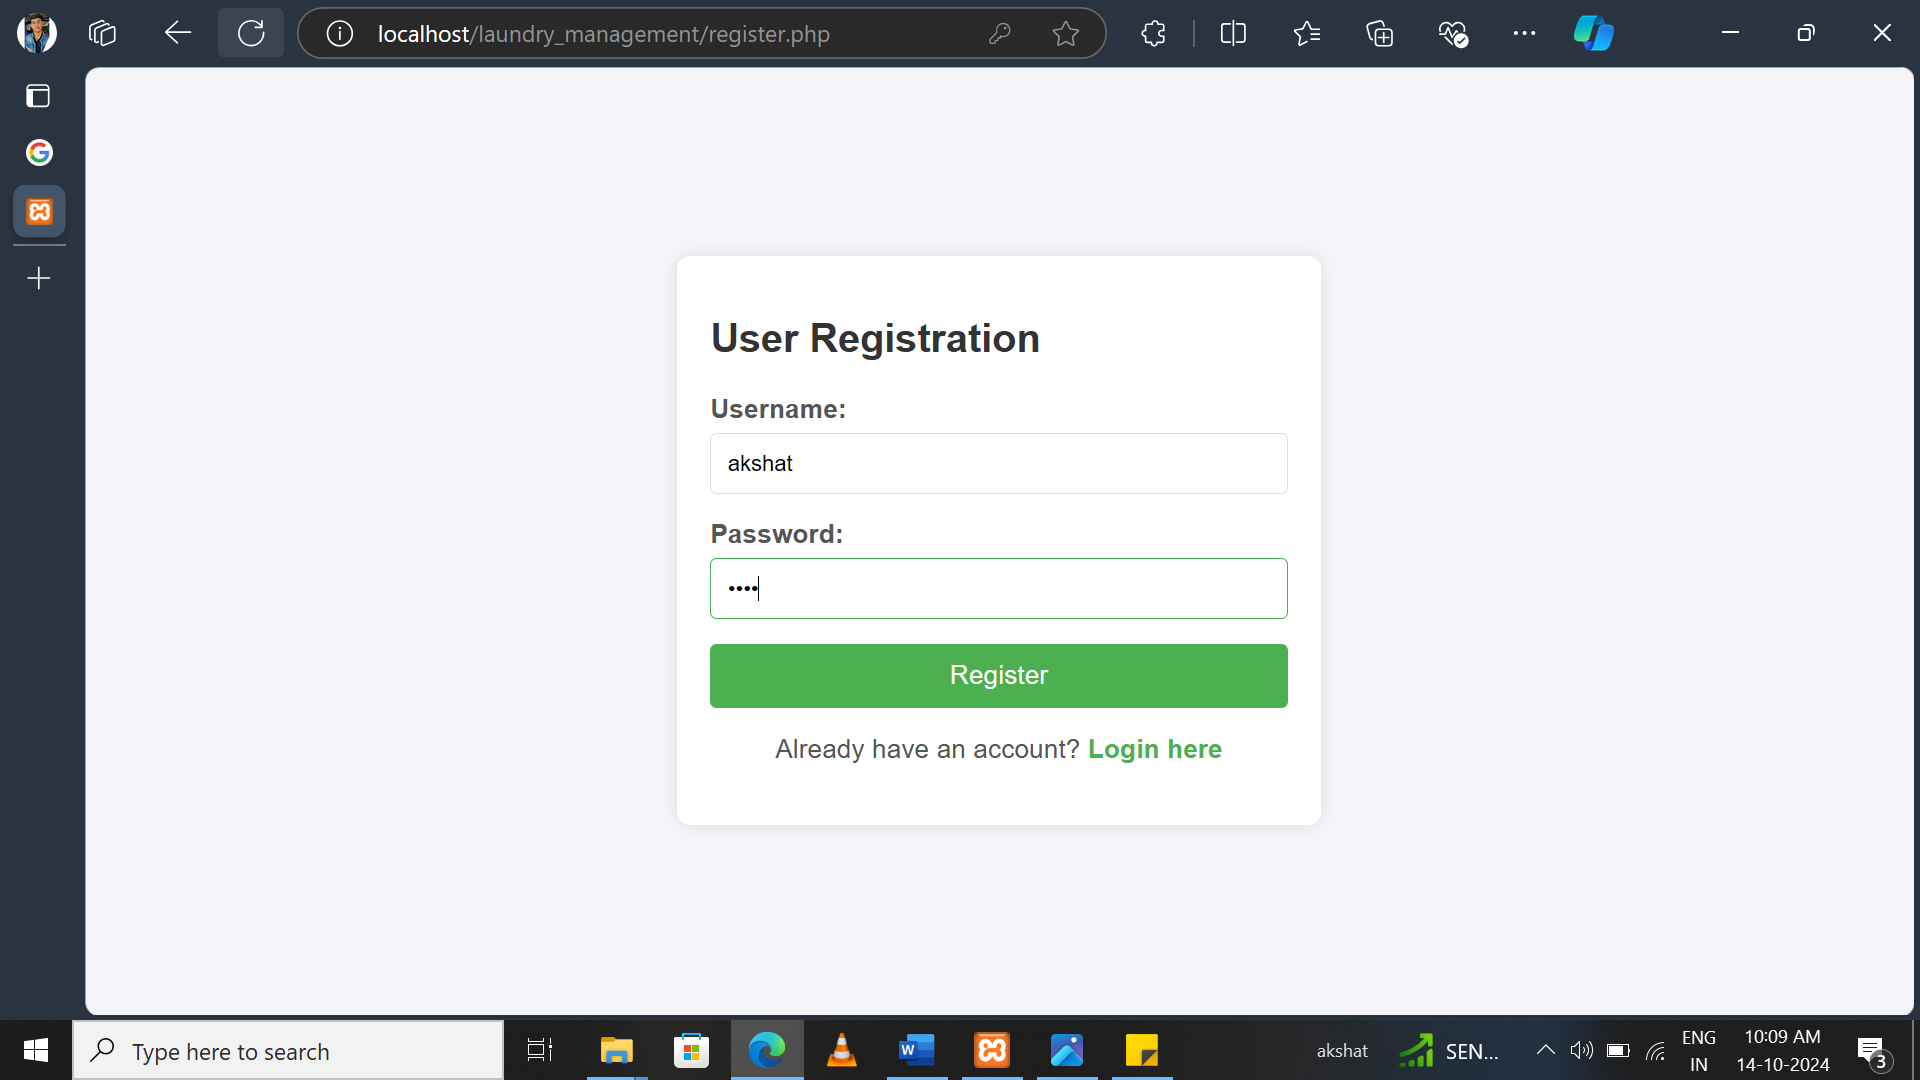 localhost/laundry_management/register.php
User Registration
Username:
akshat
Password:
••••
Register
Already have an account? Login here
Type here to search
akshat
SEN...
ENG
IN
10:09 AM
14-10-2024
3